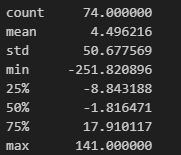 count 74.000000
mean 4.496216
std 50.677569
min -251.820896
25% -8.843188
50% -1.816471
75% 17.910117
max 141.000000